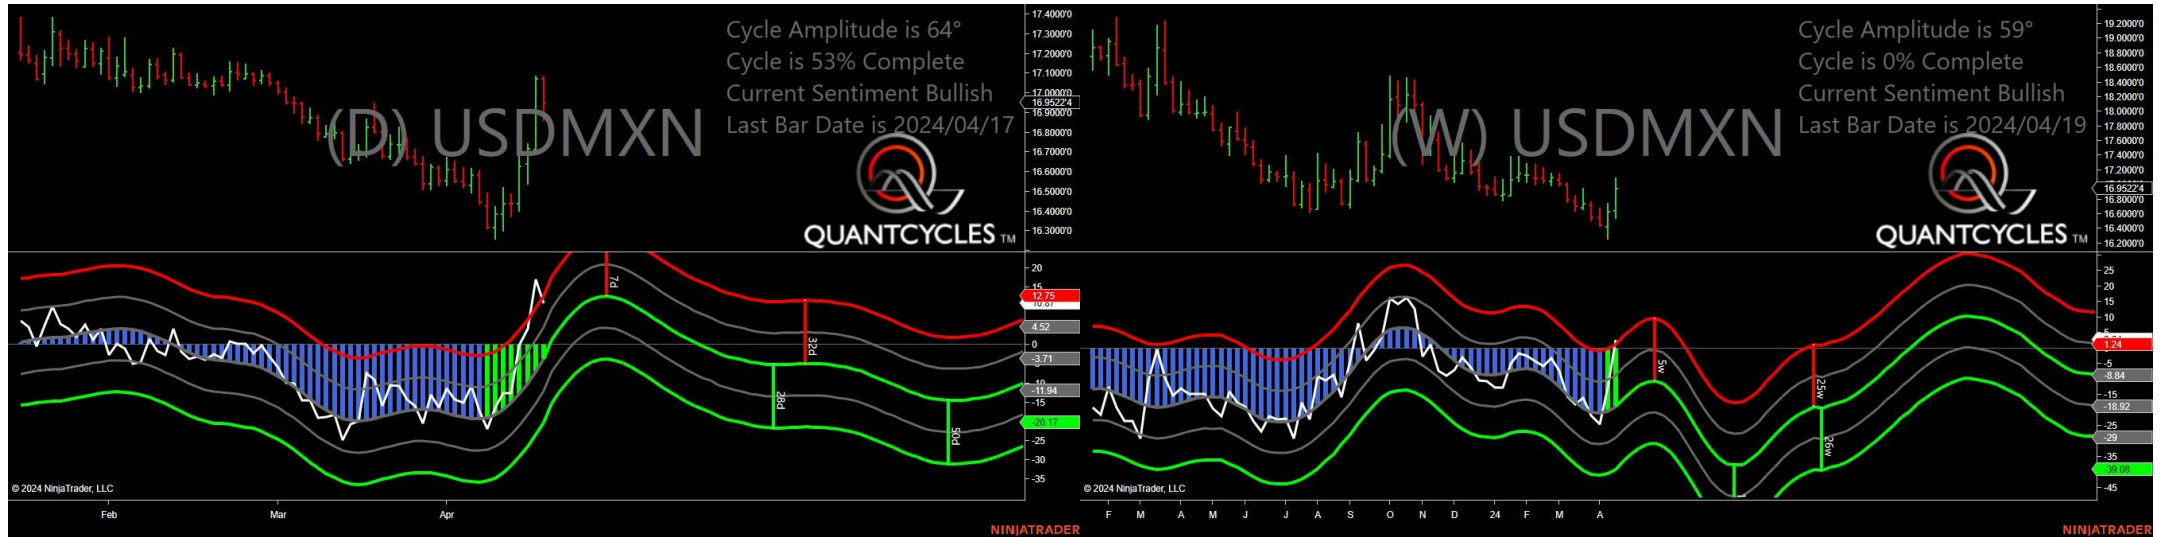 Cycle Amplitude is 64°
Cycle is 53% Complete
Current Sentiment Bullish
Last Bar Date is 2024/04/17
(D) USDMXN
QUANTCYCLES TM
17.4000'0
17.3000'0
17.2000'0
17.1000'0
16.9522'4
16.9000'0
16.8000'0
16.7000'0
16.6000'0
16.5000'0
16.4000'0
16.3000'0
7d
32d
28d
50d
20
15
12.75
4.52
0
-3.71
-11.94
-15
-20.17
-25
-30
-35
© 2024 NinjaTrader, LLC
Feb Mar Apr
NINJATRADER
Cycle Amplitude is 59°
Cycle is 0% Complete
Current Sentiment Bullish
Last Bar Date is 2024/04/19
(W) USDMXN
QUANTCYCLES TM
19.2000'0
19.0000'0
18.8000'0
18.6000'0
18.4000'0
18.2000'0
18.0000'0
17.8000'0
17.6000'0
17.4000'0
17.2000'0
16.9522'4
16.8000'0
16.6000'0
16.4000'0
16.2000'0
5w
25w
26w
25
20
15
10
1.24
-8.84
-18.92
-25
-29
-35
-39.08
-45
© 2024 NinjaTrader, LLC
F M A M J J A S O N D 24 F M A
NINJATRADER